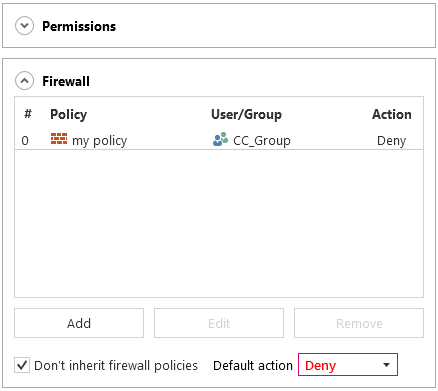 Permissions
Firewall
# Policy User/Group Action
0 my policy CC_Group Deny
Add Edit Remove
Don't inherit firewall policies Default action Deny